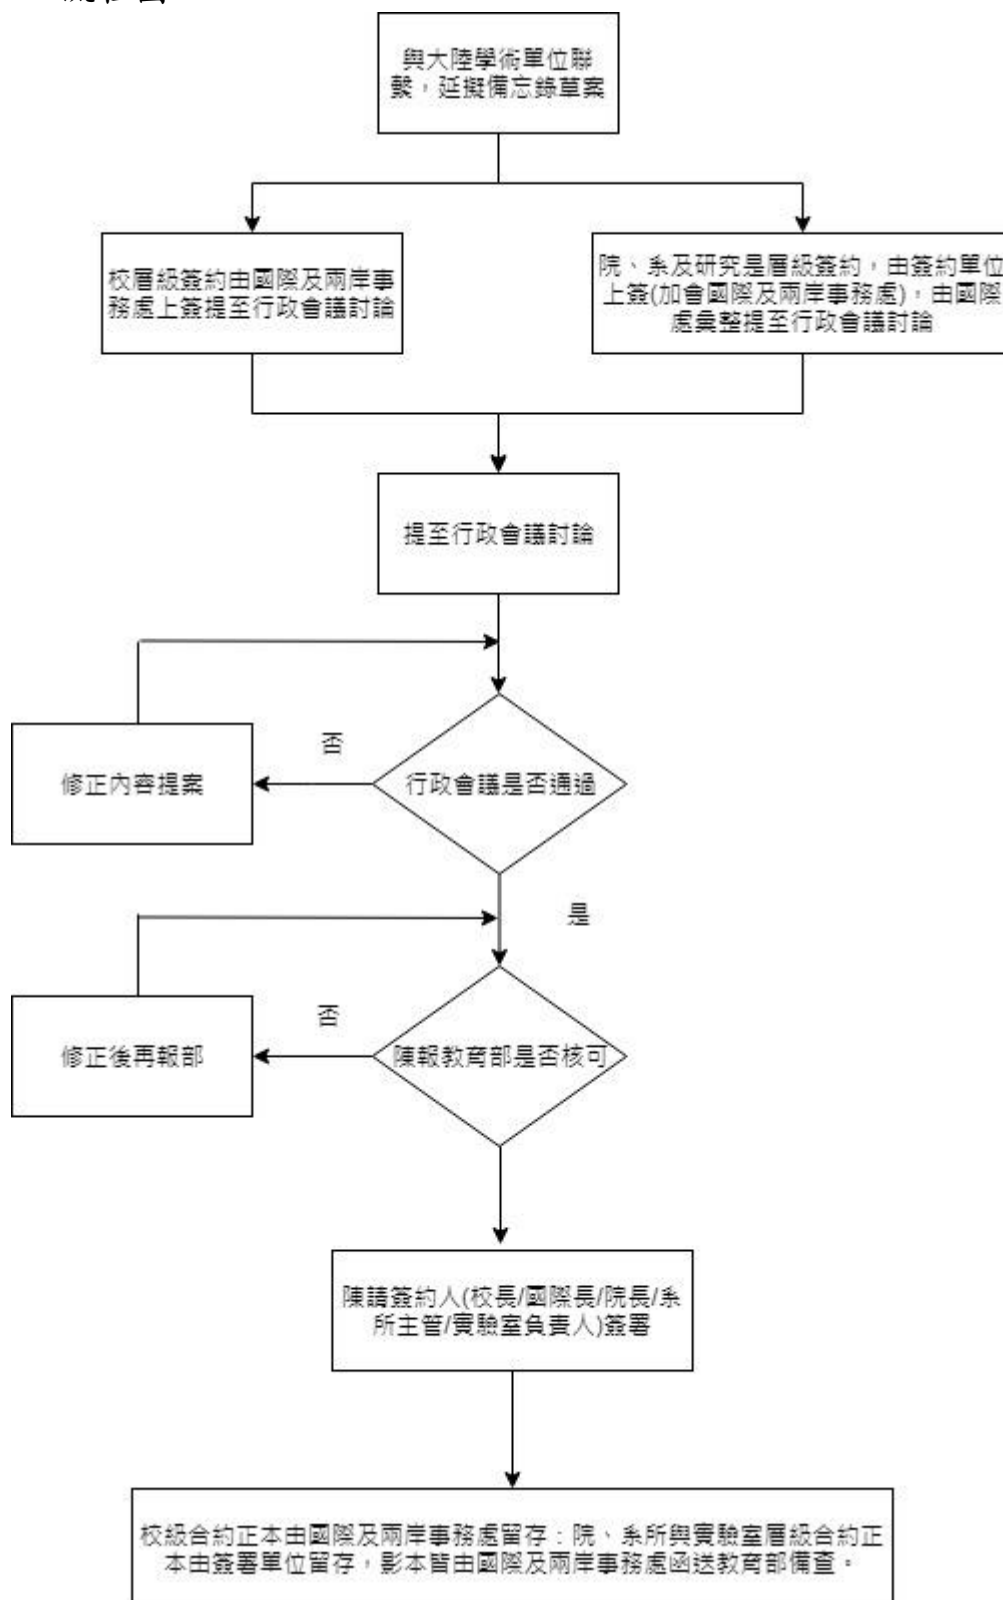 與大陸學術單位聯
繫，延擬備忘錄草案
校層級簽約由國際及兩岸事
務處上簽提至行政會議討論
院、系及研究是層級簽約，由簽約單位
上簽(加會國際及兩岸事務處)，由國際
處彙整提至行政會議討論
提至行政會議討論
否
修正內容提案
行政會議是否通過
是
否
修正後再報部
陳報教育部是否核可
陳請簽約人(校長/國際長/院長/系
所主管/實驗室負責人)簽署
校級合約正本由國際及兩岸事務處留存：院、系所與實驗室層級合約正
本由簽署單位留存，影本皆由國際及兩岸事務處函送教育部備查。